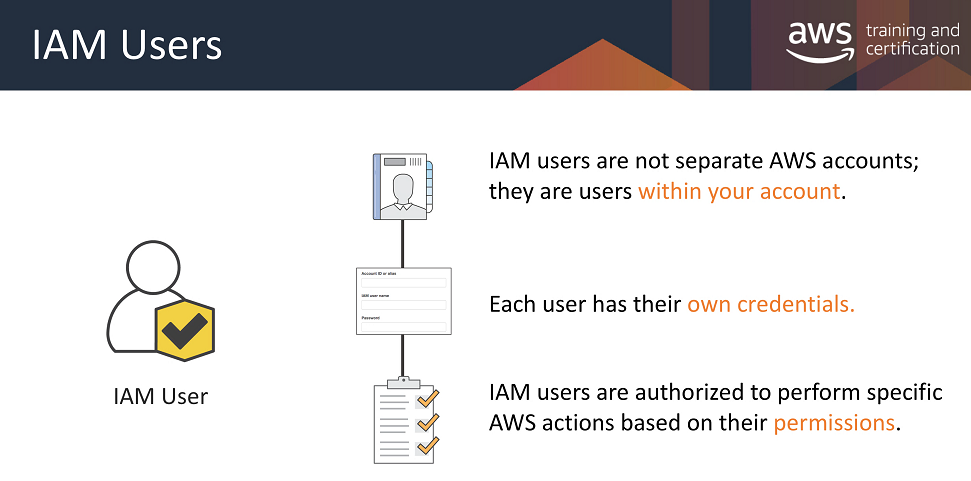 IAM Users
aws
training and
certification
IAM users are not separate AWS accounts;
they are users within your account.
Account ID or alias
IAM user name
Password
Each user has their own credentials.
IAM User
IAM users are authorized to perform specific
AWS actions based on their permissions.